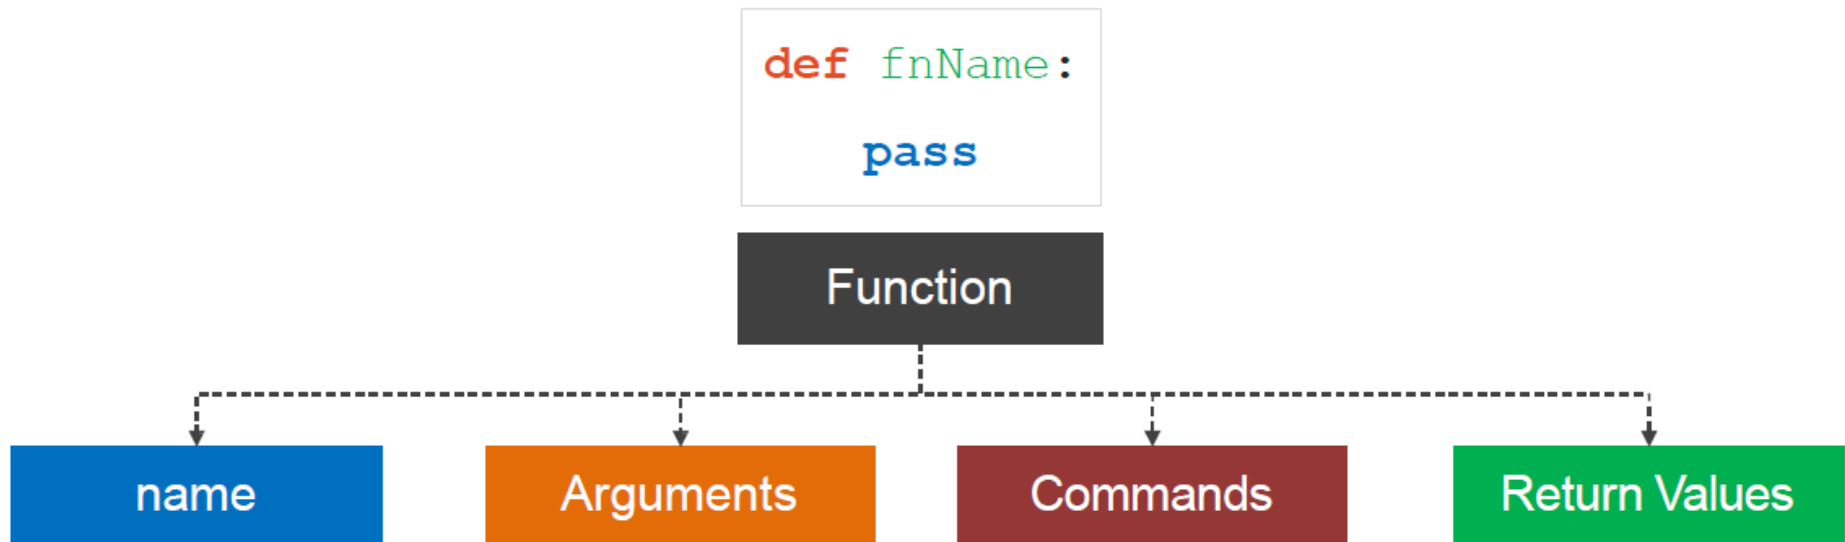 def fnName:
pass
Function
name
Arguments
Commands
Return Values